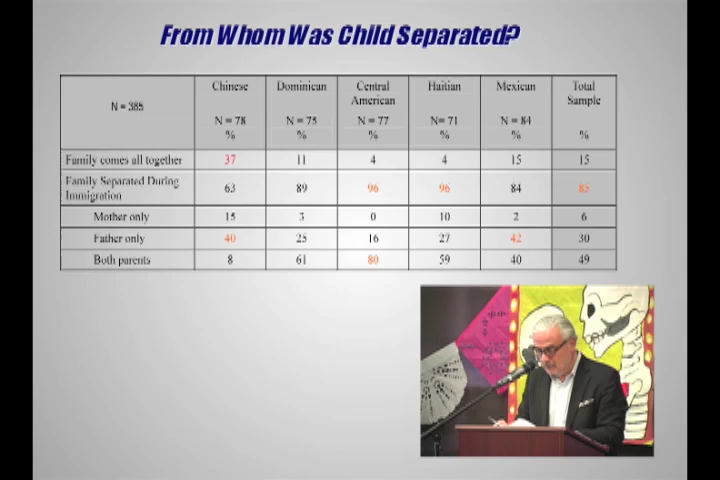 From Whom Was Child Separated?
N = 385
Chinese
N = 78
%
Dominican
N = 75
%
Central
American
N = 77
%
Haitian
N= 71
%
Mexican
N = 84
%
Total
Sample
%
Family comes all together 37 11 4 4 15 15
Family Separated During
Immigration 63 89 96 96 84 85
Mother only 15 3 0 10 2 6
Father only 40 25 16 27 42 30
Both parents 8 61 80 59 40 49